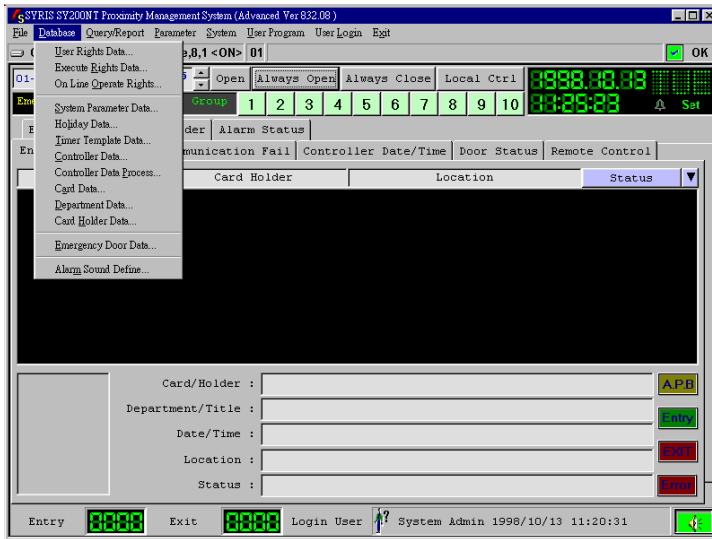 SYRIS SY200NT Proximity Management System (Advanced Ver 832.08 )
File Database Query/Report Parameter System User Program User Login Exit
,8,1 <ON> 01 OK
01- Open Always Open Always Close Local Ctrl
Group 1 2 3 4 5 6 7 8 9 10 Set
User Rights Data...
Execute Rights Data...
On Line Operate Rights...
System Parameter Data...
Holiday Data...
Timer Template Data...
Controller Data...
Controller Data Process...
Card Data...
Department Data...
Card Holder Data...
Emergency Door Data...
Alarm Sound Define...
der Alarm Status
En munication Fail Controller Date/Time Door Status Remote Control
Card Holder Location Status
Card/Holder : A.P.B
Department/Title : Entry
Date/Time :
Location : EXIT
Status : Error
Entry 8888 Exit 8888 Login User System Admin 1998/10/13 11:20:31